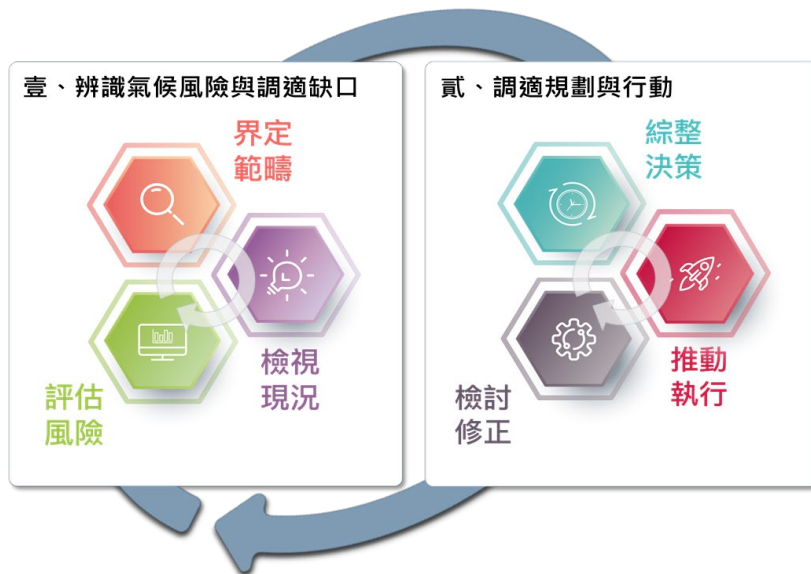 壹、辨識氣候風險與調適缺口
界定
範疇
檢視
現況
評估
風險
貳、調適規劃與行動
綜整
決策
推動
執行
檢討
修正